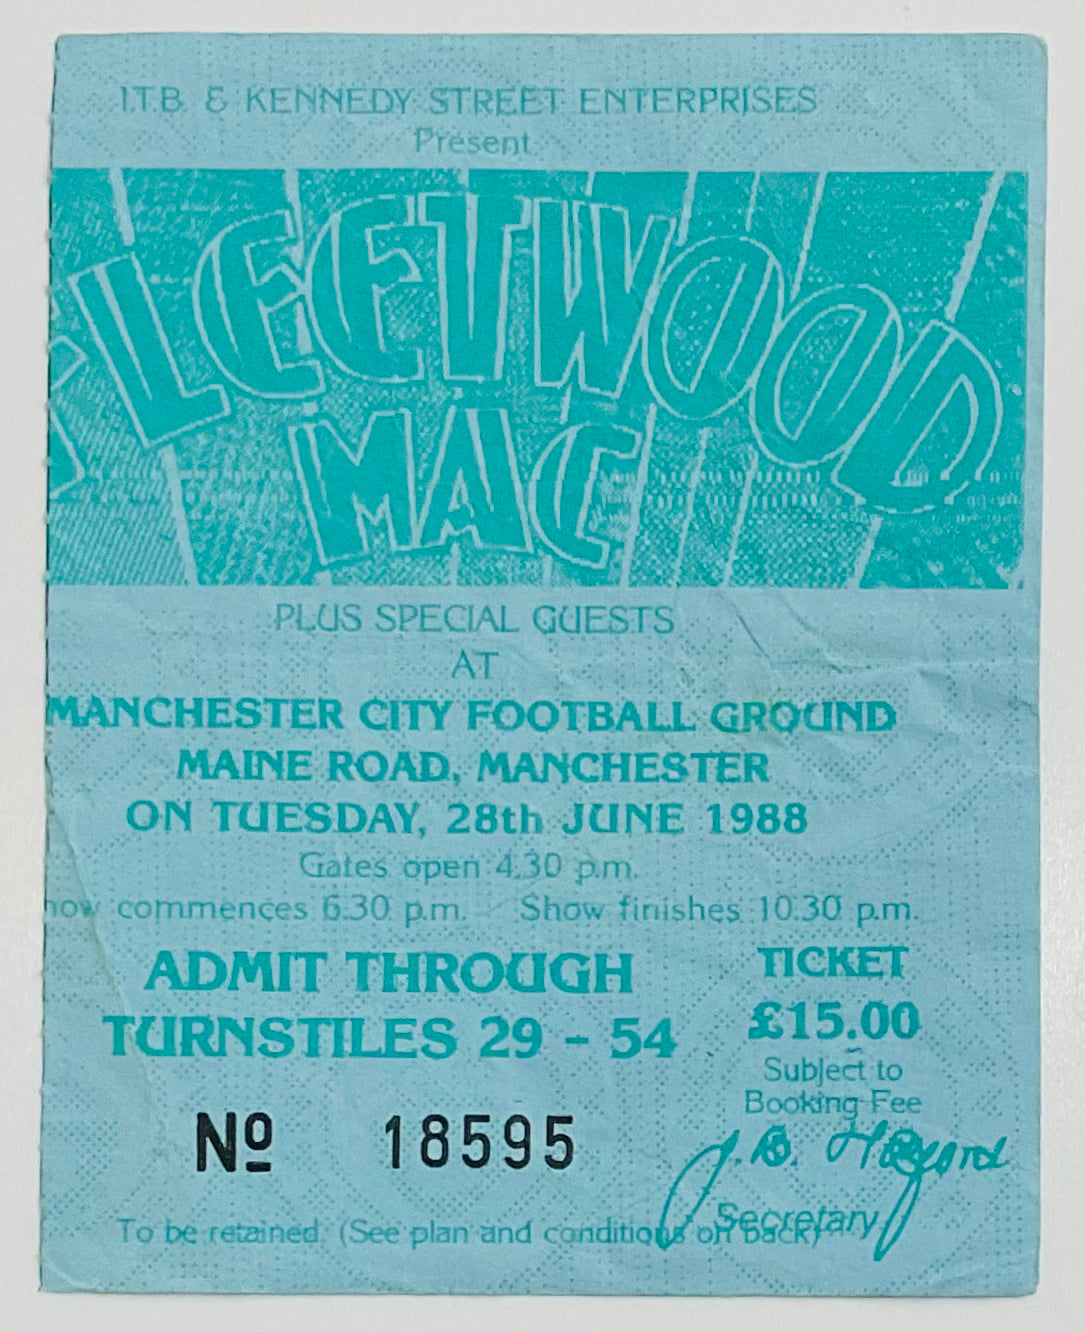 I.T.B. & KENNEDY STREET ENTERPRISES
Present
FLEETWOOD
MAC
PLUS SPECIAL GUESTS
AT
MANCHESTER CITY FOOTBALL GROUND
MAINE ROAD, MANCHESTER
ON TUESDAY, 28th JUNE 1988
Gates open 4.30 p.m.
how commences 6.30 p.m. Show finishes 10.30 p.m.
ADMIT THROUGH
TURNSTILES 29 - 54
TICKET
£15.00
Subject to
Booking Fee
Nº 18595
J.B.
Secretary
To be retained. (See plan and conditions on back)